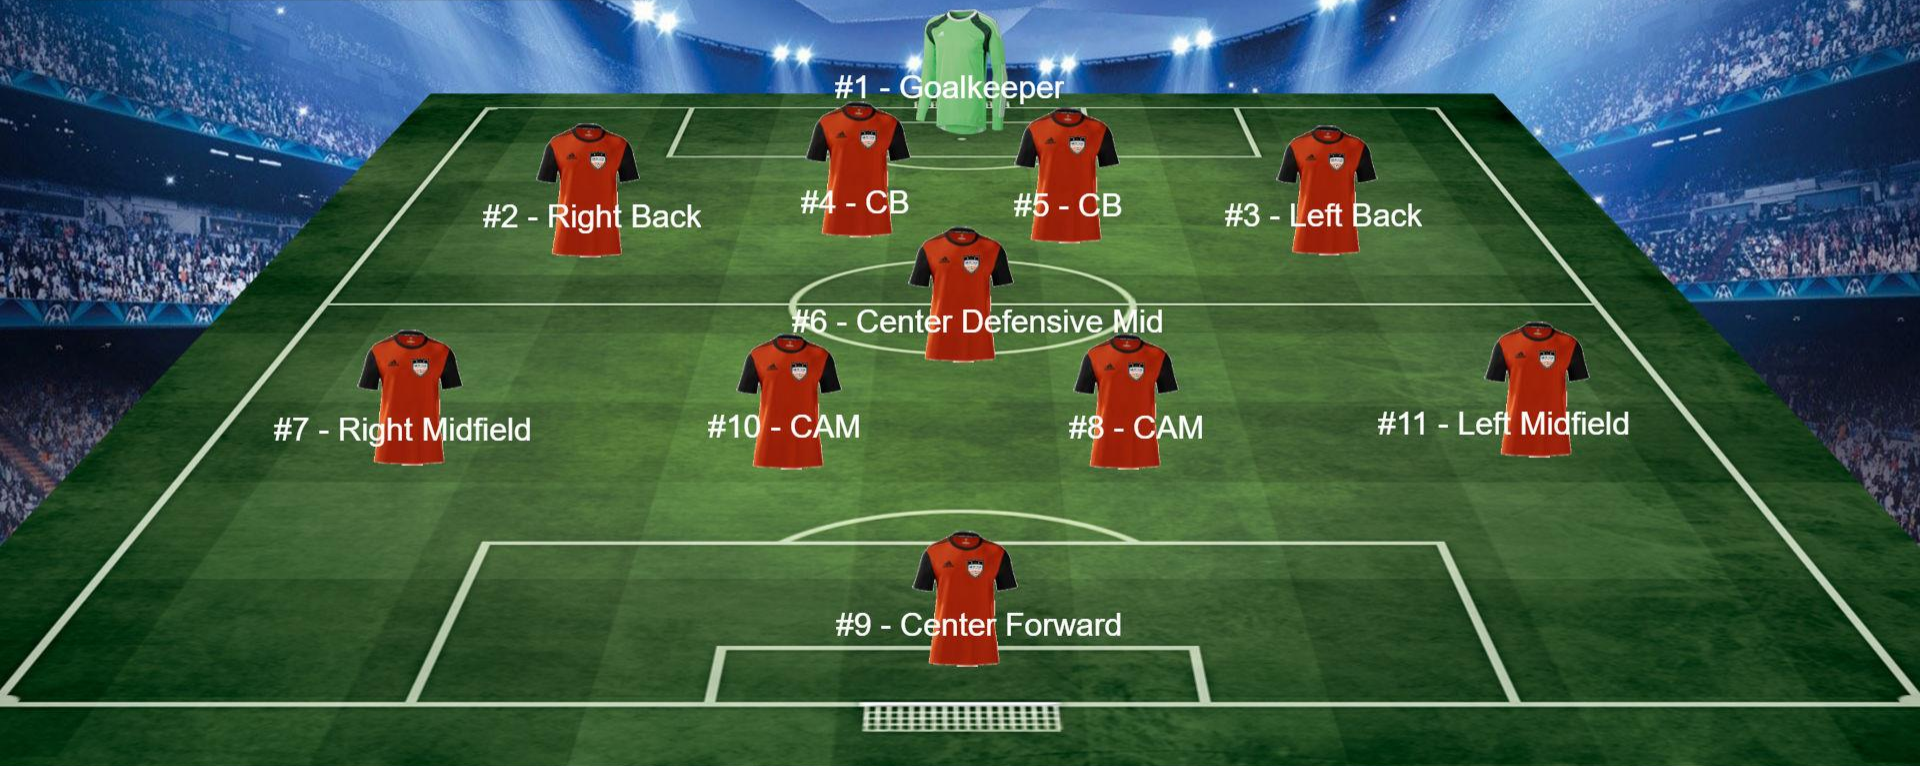 #1 - Goalkeeper
#2 - Right Back
#4 - CB
#5 - CB
#3 - Left Back
#6 - Center Defensive Mid
#7 - Right Midfield
#10 - CAM
#8 - CAM
#11 - Left Midfield
#9 - Center Forward